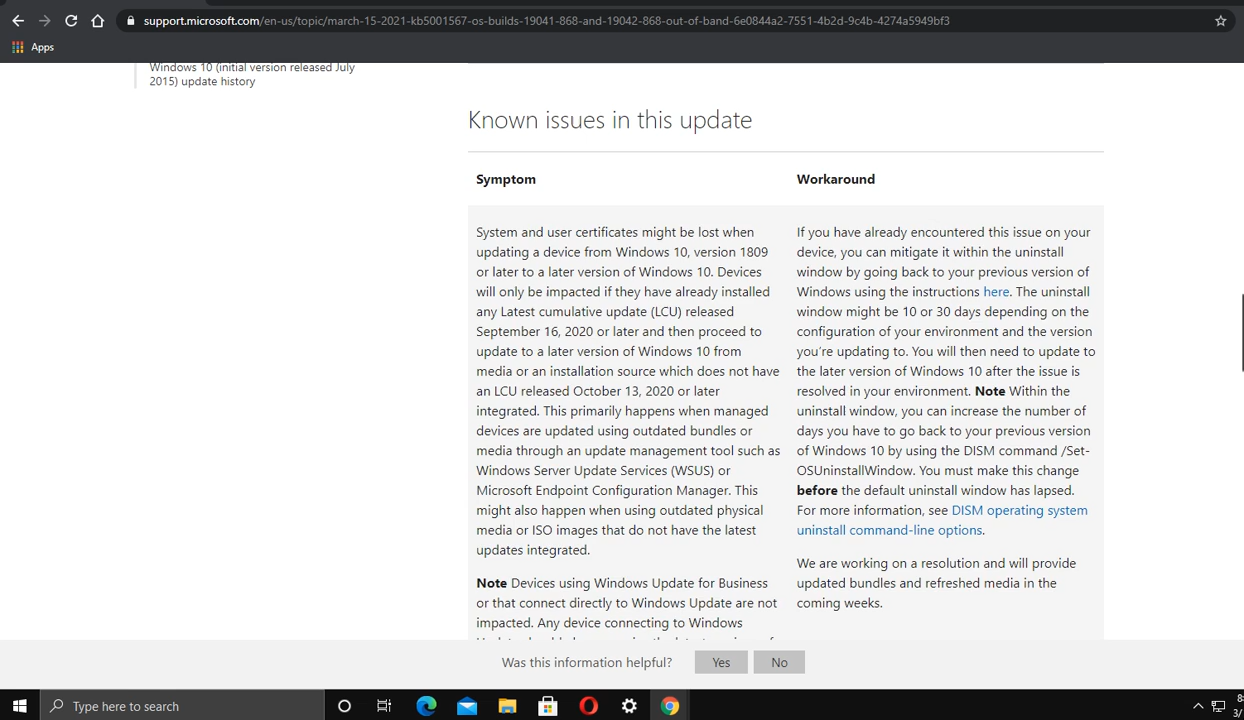 support.microsoft.com/en-us/topic/march-15-2021-kb5001567-os-builds-19041-868-and-19042-868-out-of-band-6e0844a2-7551-4b2d-9c4b-4274a5949bf3
Apps
Windows 10 (initial version released July
2015) update history
Known issues in this update
Symptom
System and user certificates might be lost when
updating a device from Windows 10, version 1809
or later to a later version of Windows 10. Devices
will only be impacted if they have already installed
any Latest cumulative update (LCU) released
September 16, 2020 or later and then proceed to
update to a later version of Windows 10 from
media or an installation source which does not have
an LCU released October 13, 2020 or later
integrated. This primarily happens when managed
devices are updated using outdated bundles or
media through an update management tool such as
Windows Server Update Services (WSUS) or
Microsoft Endpoint Configuration Manager. This
might also happen when using outdated physical
media or ISO images that do not have the latest
updates integrated.
Note Devices using Windows Update for Business
or that connect directly to Windows Update are not
impacted. Any device connecting to Windows
Workaround
If you have already encountered this issue on your
device, you can mitigate it within the uninstall
window by going back to your previous version of
Windows using the instructions here. The uninstall
window might be 10 or 30 days depending on the
configuration of your environment and the version
you're updating to. You will then need to update to
the later version of Windows 10 after the issue is
resolved in your environment. Note Within the
uninstall window, you can increase the number of
days you have to go back to your previous version
of Windows 10 by using the DISM command /Set-
OSUninstallWindow. You must make this change
before the default uninstall window has lapsed.
For more information, see DISM operating system
uninstall command-line options.
We are working on a resolution and will provide
updated bundles and refreshed media in the
coming weeks.
Was this information helpful?
Yes
No
Type here to search